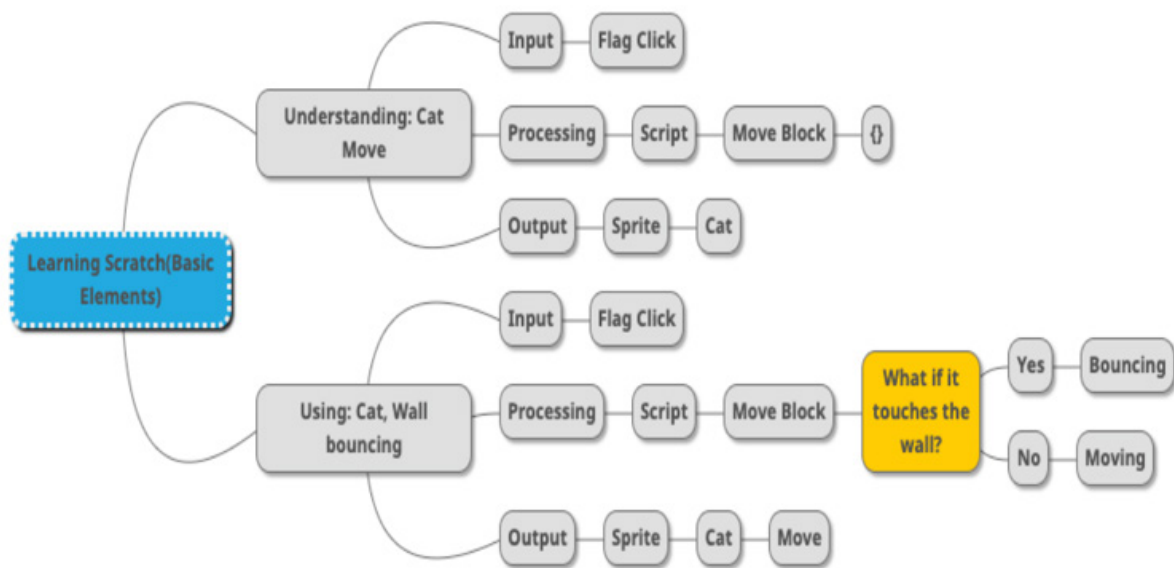 Learning Scratch(Basic
Elements)
Understanding: Cat
Move
Input
Flag Click
Processing
Script
Move Block
{}
Output
Sprite
Cat
Using: Cat, Wall
bouncing
Input
Flag Click
Processing
Script
Move Block
What if it
touches the
wall?
Yes
Bouncing
No
Moving
Output
Sprite
Cat
Move